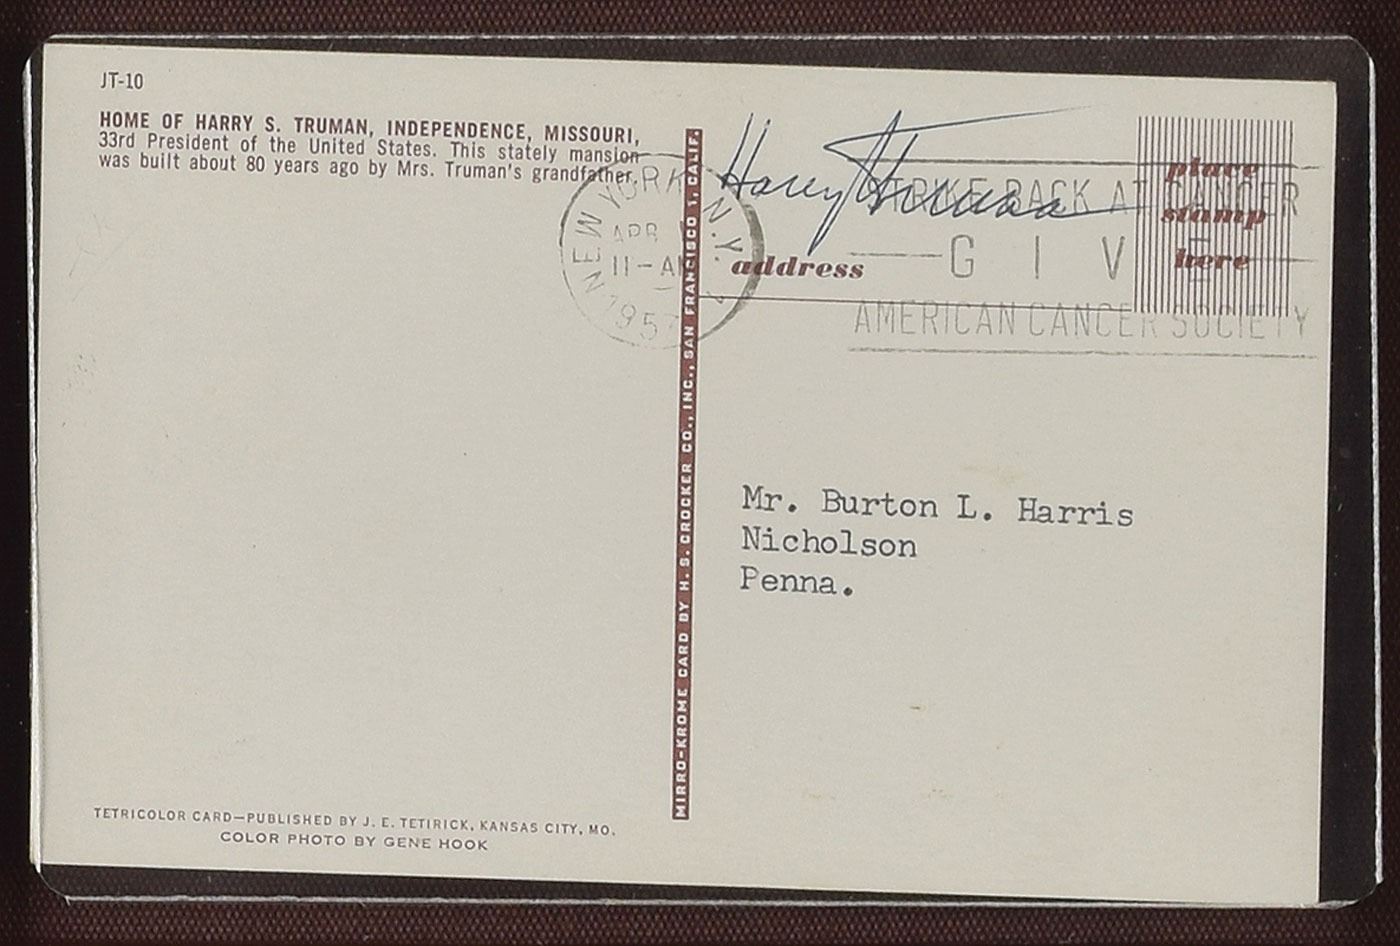 JT-10
HOME OF HARRY S. TRUMAN, INDEPENDENCE, MISSOURI,
33rd President of the United States. This stately mansion
was built about 80 years ago by Mrs. Truman's grandfather.
NEW YORK, N.Y.
APR
11-AM
195
Harry Truman
STRIKE BACK AT CANCER
GIVE
AMERICAN CANCER SOCIETY
place
stamp
here
address
MIRRO-KROME CARD BY H. S. CROCKER CO., INC., SAN FRANCISCO 1, CALIF.
Mr. Burton L. Harris
Nicholson
Penna.
TETRICOLOR CARD—PUBLISHED BY J. E. TETIRICK, KANSAS CITY, MO.
COLOR PHOTO BY GENE HOOK